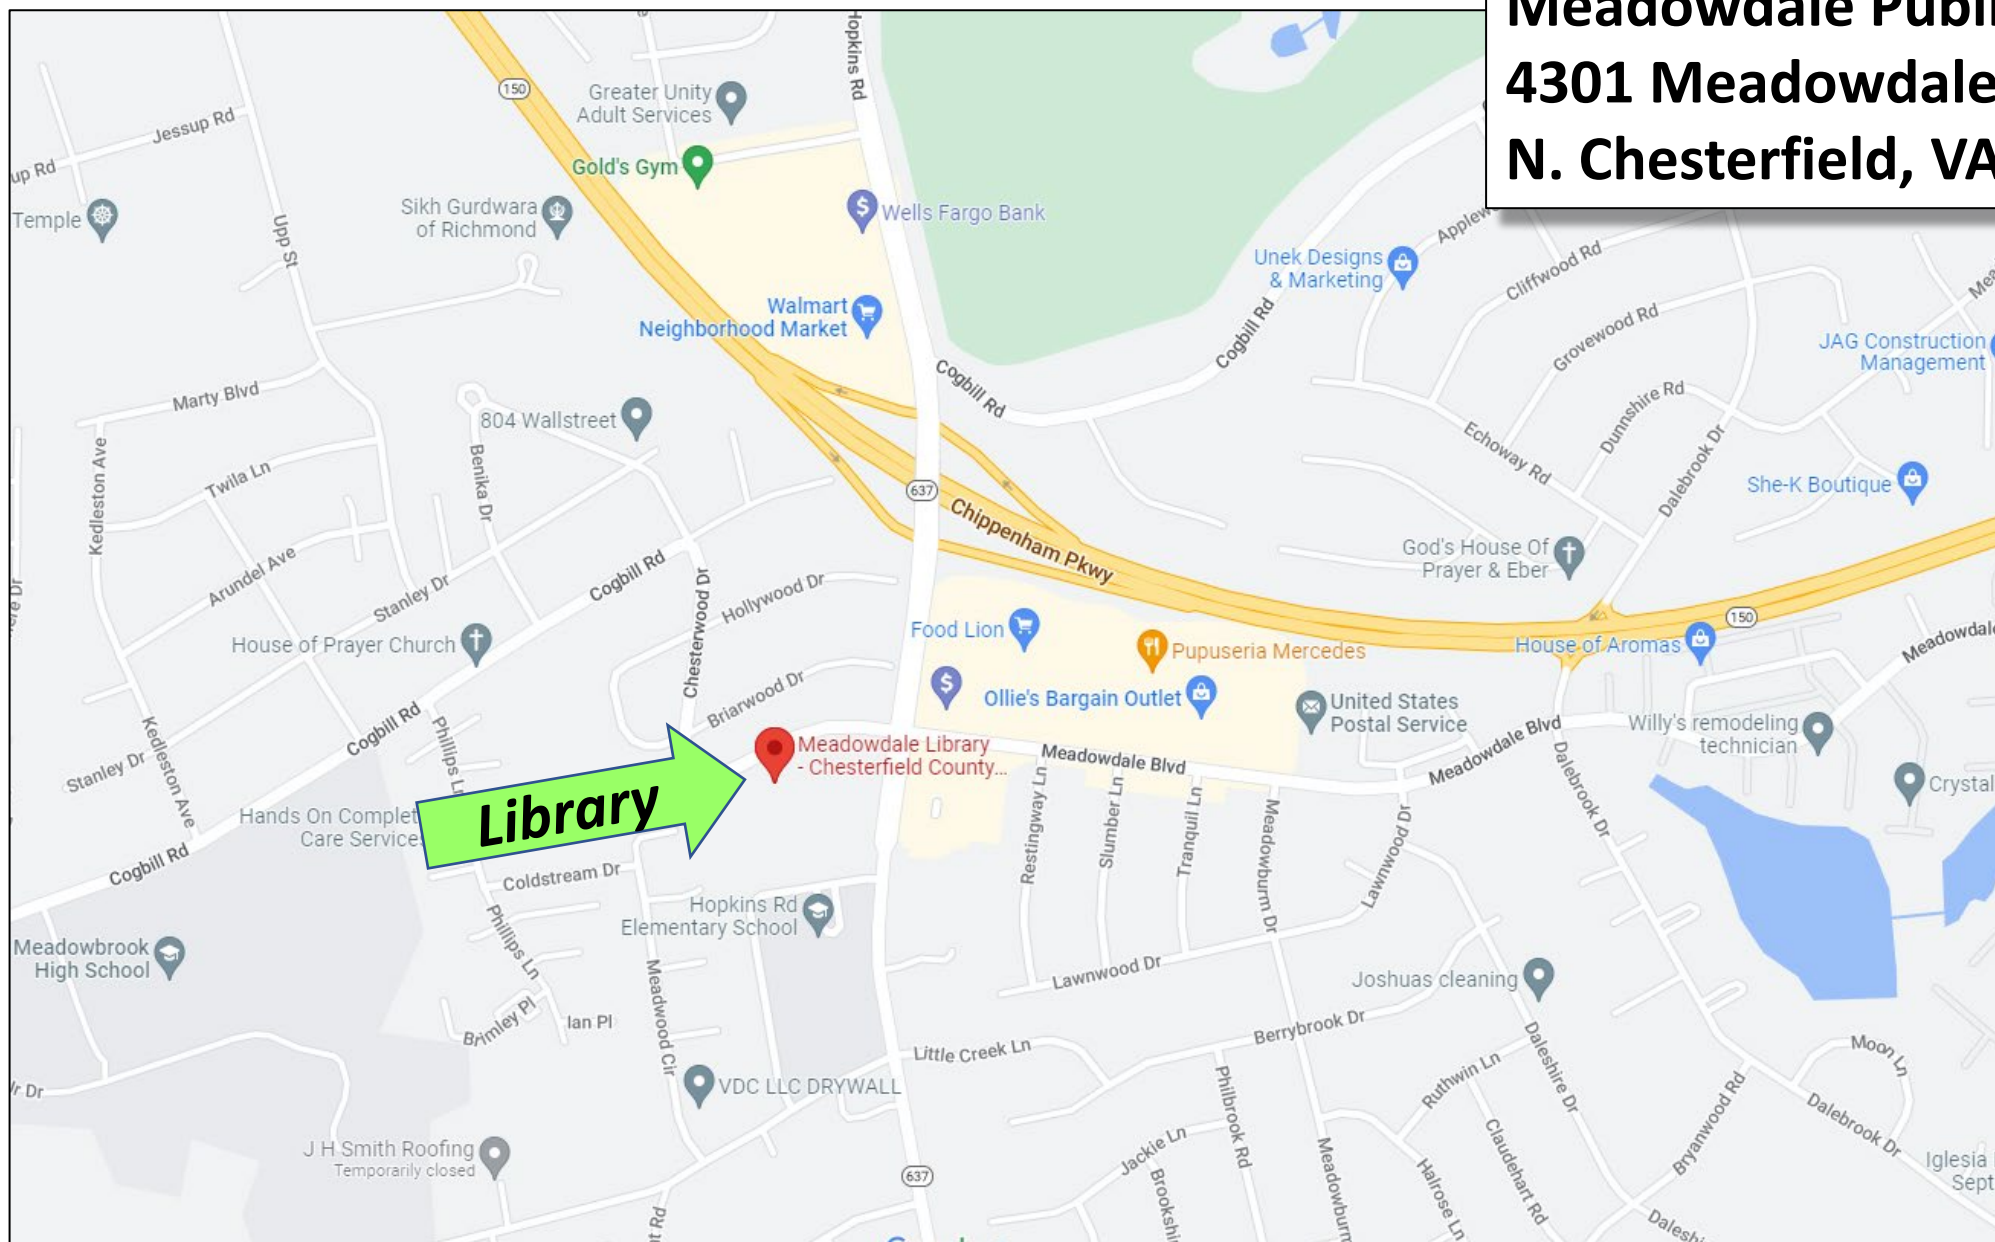 Meadowdale
4301 Meadowdale
N. Chesterfield, VA
Hopkins Rd
150
Greater Unity
Adult Services
Jessup Rd
Gold's Gym
Temple
Sikh Gurdwara
of Richmond
Upp St
Wells Fargo Bank
Unek Designs
& Marketing
Cliffwood Rd
Walmart
Neighborhood Market
Cogbill Rd
Grovewood Rd
JAG Construction
Management
Cogbill Rd
Marty Blvd
804 Wallstreet
Dunnshire Rd
Echoway Rd
Dalebrook Dr
Kedleston Ave
Twila Ln
Benika Dr
637
She-K Boutique
Chippenham Pkwy
God's House Of
Prayer & Eber
Arundel Ave
Stanley Dr
Cogbill Rd
Hollywood Dr
Chesterwood Dr
House of Prayer Church
Food Lion
Pupuseria Mercedes
House of Aromas
150
Briarwood Dr
Ollie's Bargain Outlet
United States
Postal Service
Willy's remodeling
technician
Cogbill Rd
Phillips Ln
Kedleston Ave
Stanley Dr
Meadowdale Library
- Chesterfield County...
Meadowdale Blvd
Meadowdale Blvd
Dalebrook Dr
Crystal
Library
Hands On
Care
Cogbill Rd
Coldstream Dr
Restingway Ln
Slumber Ln
Tranquil Ln
Meadowburm Dr
Lawnwood Dr
Hopkins Rd
Elementary School
Phillips Ln
Meadowbrook
High School
Meadwood Cir
Lawnwood Dr
Joshuas cleaning
Brimley Pl
Ian Pl
Berrybrook Dr
Little Creek Ln
Daleshire Dr
Moon Ln
Ruthwin Ln
VDC LLC DRYWALL
Philbrook Rd
Bryanwood Rd
Dalebrook Dr
J H Smith Roofing
Temporarily closed
Jackie Ln
Claudehart Rd
Halrose Ln
637
Iglesia